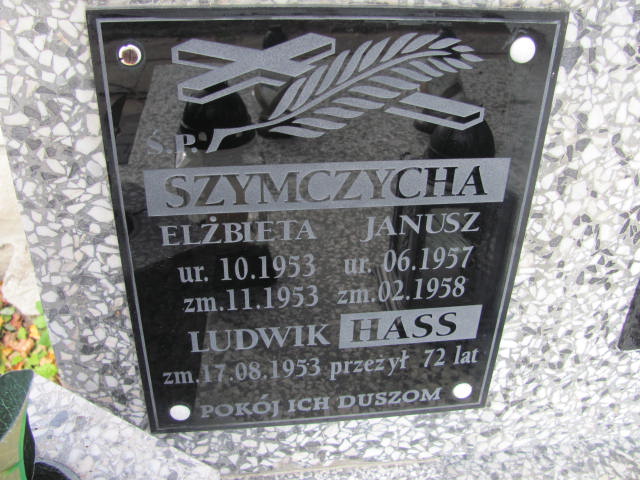 Ś.P.
SZYMCZYCHA
ELŻBIETA JANUSZ
ur. 10.1953 ur. 06.1957
zm. 11.1953 zm. 02.1958
LUDWIK HASS
zm. 17.08.1953 przeżył 72 lat
POKÓJ ICH DUSZOM